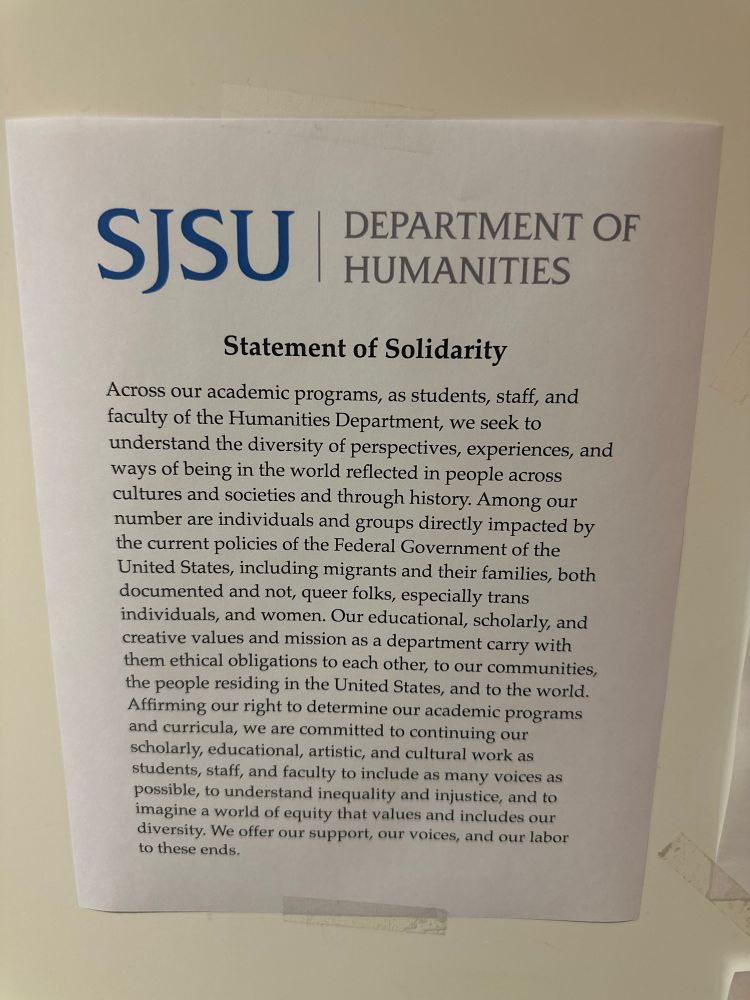 SJSU | DEPARTMENT OF
HUMANITIES
Statement of Solidarity
Across our academic programs, as students, staff, and
faculty of the Humanities Department, we seek to
understand the diversity of perspectives, experiences, and
ways of being in the world reflected in people across
cultures and societies and through history. Among our
number are individuals and groups directly impacted by
the current policies of the Federal Government of the
United States, including migrants and their families, both
documented and not, queer folks, especially trans
individuals, and women. Our educational, scholarly, and
creative values and mission as a department carry with
them ethical obligations to each other, to our communities,
the people residing in the United States, and to the world.
Affirming our right to determine our academic programs
and curricula, we are committed to continuing our
scholarly, educational, artistic, and cultural work as
students, staff, and faculty to include as many voices as
possible, to understand inequality and injustice, and to
imagine a world of equity that values and includes our
diversity. We offer our support, our voices, and our labor
to these ends.